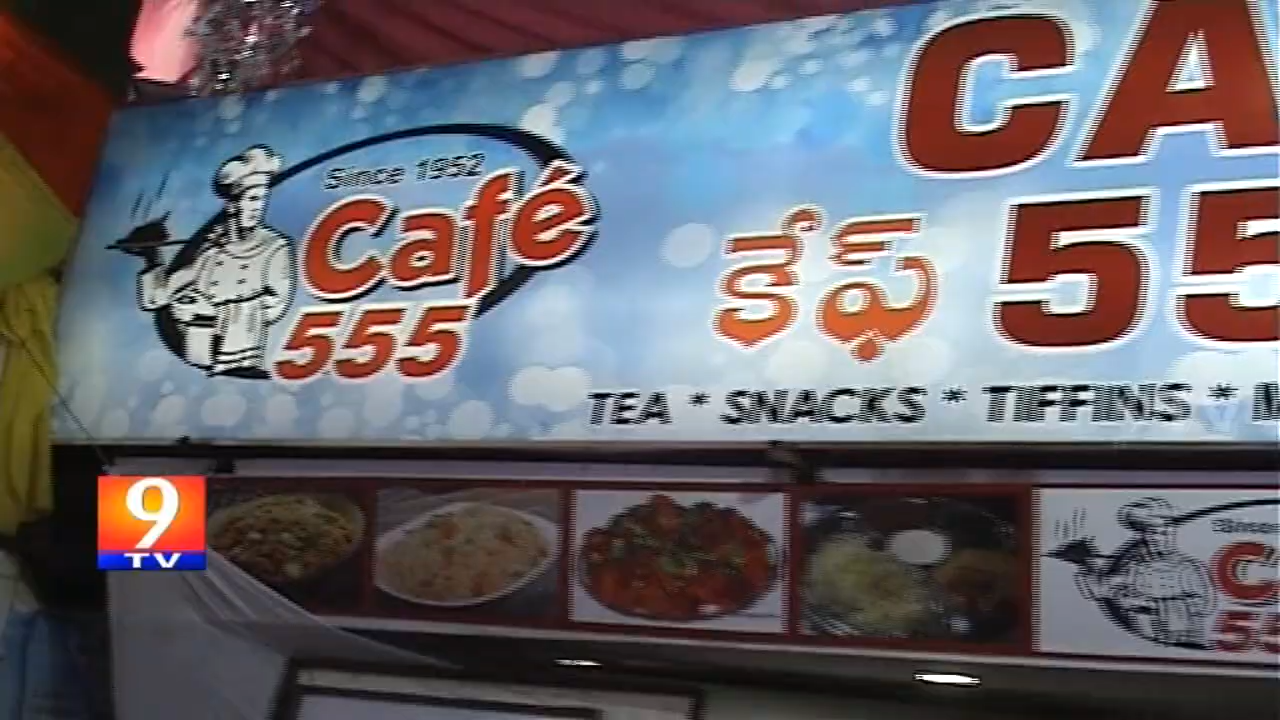 Since 1952
Café
555
CA
కేఫ్ 55
TEA * SNACKS * TIFFINS *
9
TV